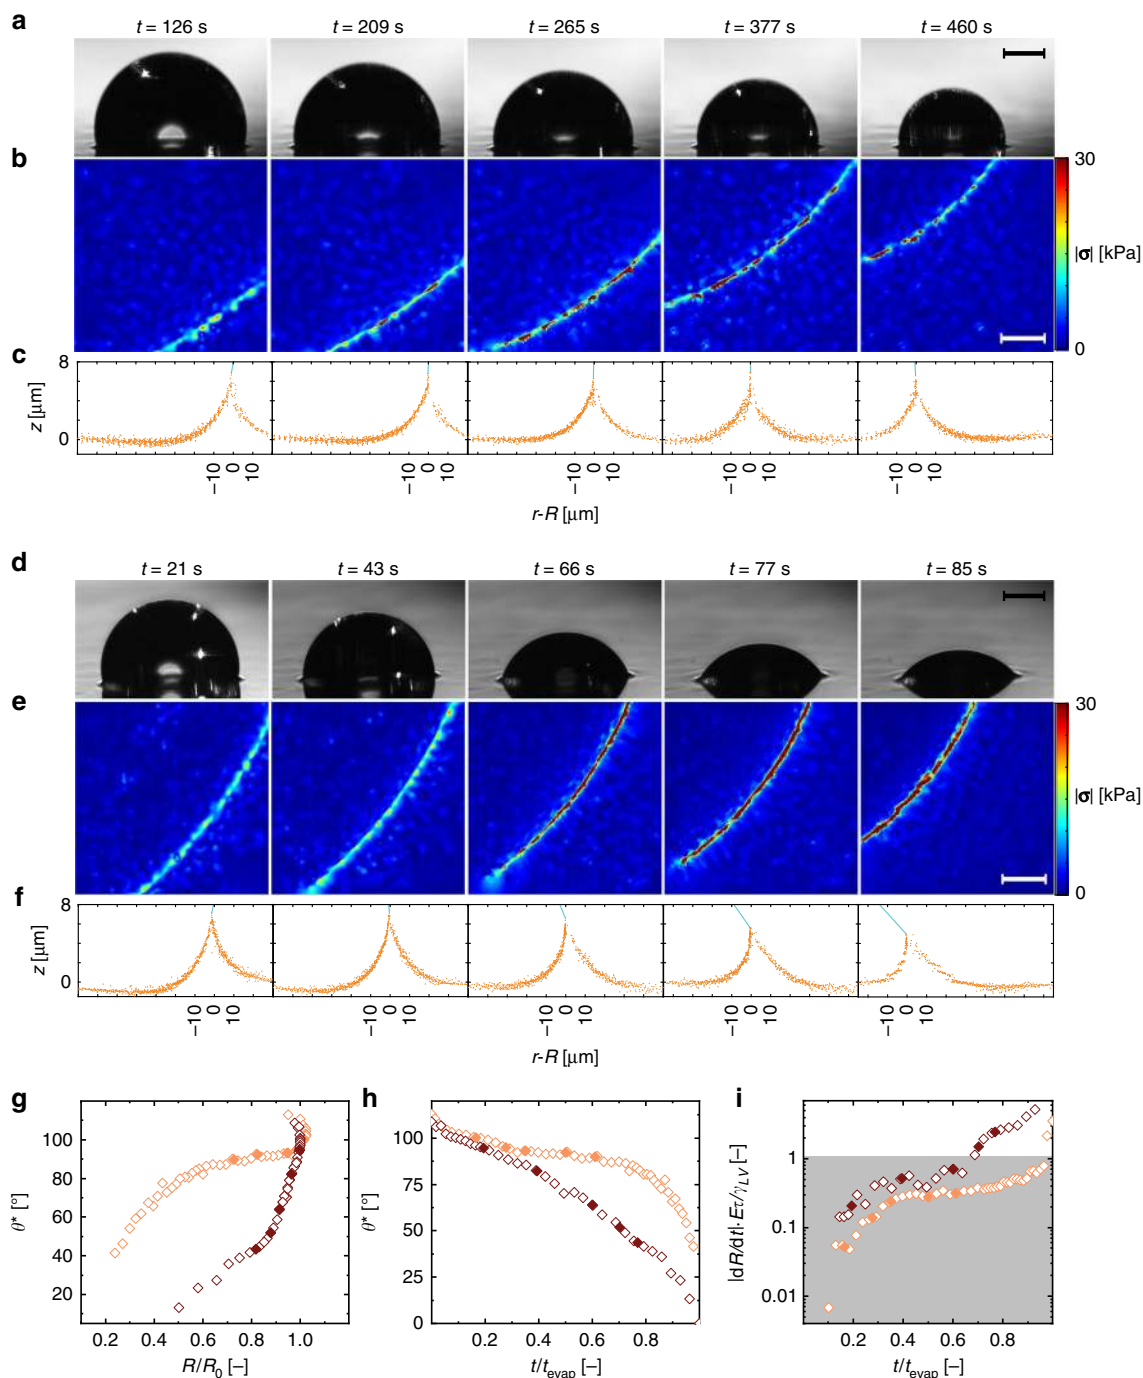 a
t = 126 s t = 209 s t = 265 s t = 377 s t = 460 s
b
30
|σ| [kPa]
0
c
8
z [μm]
0
−10 0 10 −10 0 10 −10 0 10 −10 0 10 −10 0 10
r-R [μm]
d
t = 21 s t = 43 s t = 66 s t = 77 s t = 85 s
e
30
|σ| [kPa]
0
f
8
z [μm]
0
−10 0 10 −10 0 10 −10 0 10 −10 0 10 −10 0 10
r-R [μm]
g
θ* [°]
100
80
60
40
20
0.2 0.4 0.6 0.8 1.0
R/R0 [–]
h
θ* [°]
100
75
50
25
0
0.2 0.4 0.6 0.8
t/tevap [–]
i
|dR/dt|·Eτ/γLV [–]
1
0.1
0.01
0.2 0.4 0.6 0.8
t/tevap [–]